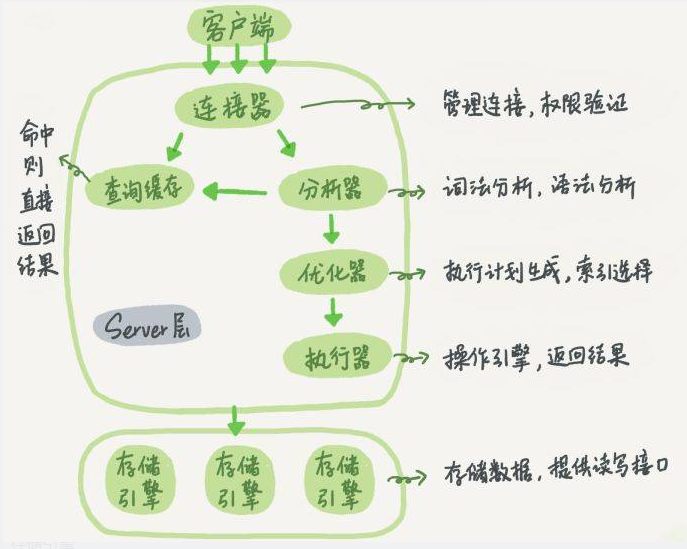 客户端
连接器
管理连接,权限验证
命中
则
直接
返回
结果
查询缓存
分析器
词法分析,语法分析
优化器
执行计划生成,索引选择
Server层
执行器
操作引擎,返回结果
存储
引擎
存储
引擎
存储
引擎
存储数据,提供读写接口